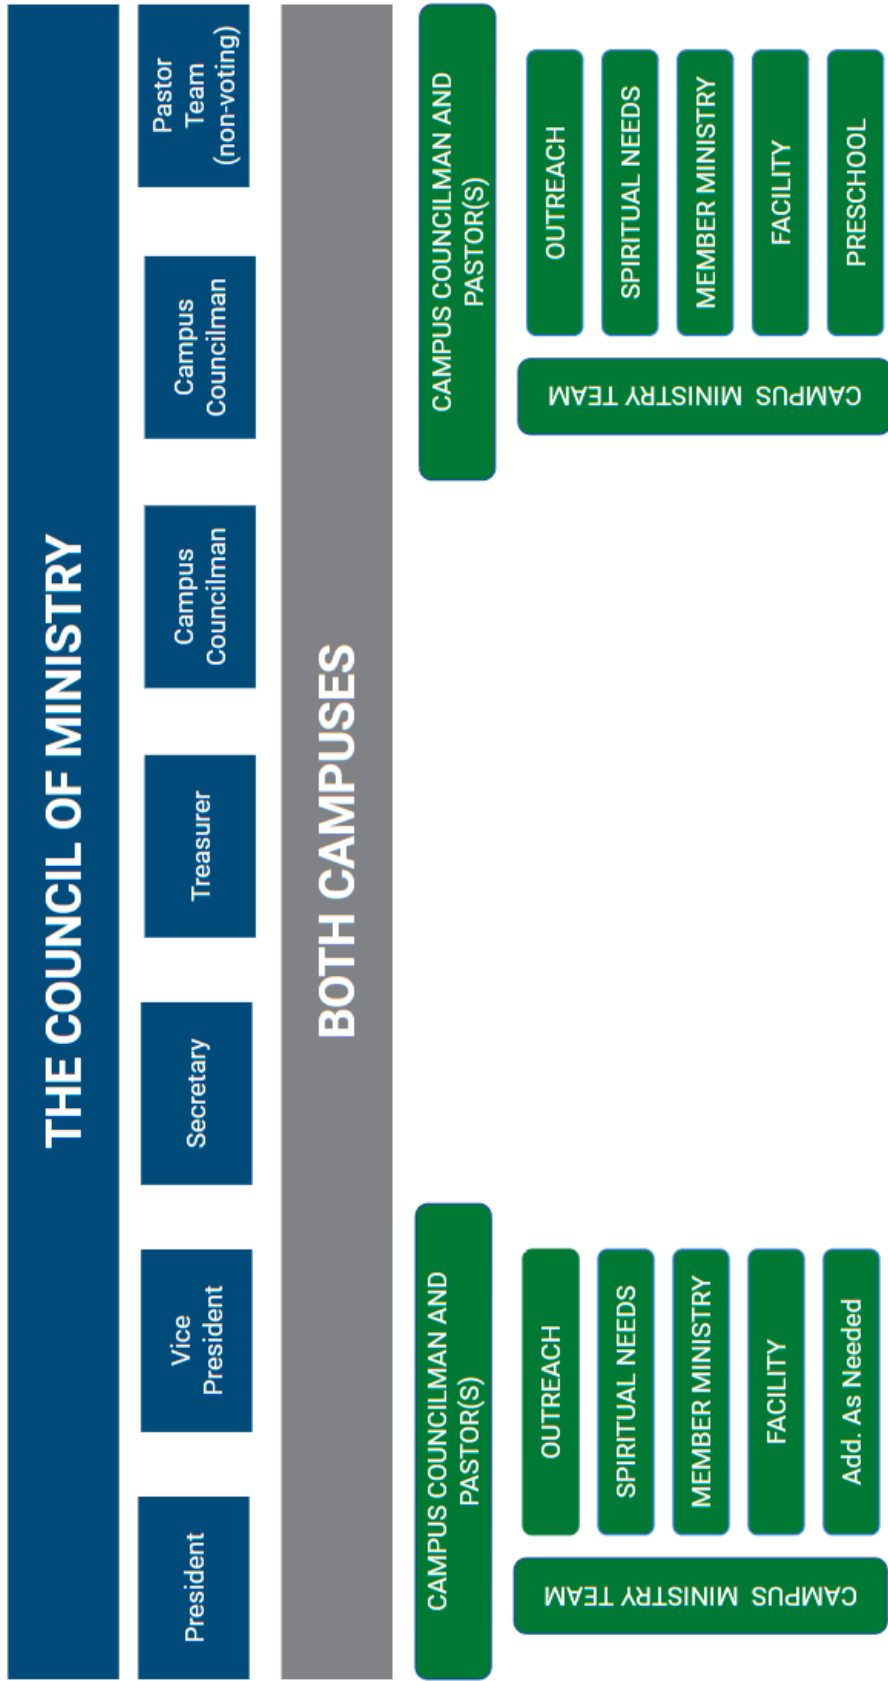 THE COUNCIL OF MINISTRY
President
Vice
President
Secretary
Treasurer
Campus
Councilman
Campus
Councilman
Pastor
Team
(non-voting)
BOTH CAMPUSES
CAMPUS COUNCILMAN AND
PASTOR(S)
CAMPUS MINISTRY TEAM
OUTREACH
SPIRITUAL NEEDS
MEMBER MINISTRY
FACILITY
Add. As Needed
CAMPUS COUNCILMAN AND
PASTOR(S)
CAMPUS MINISTRY TEAM
OUTREACH
SPIRITUAL NEEDS
MEMBER MINISTRY
FACILITY
PRESCHOOL